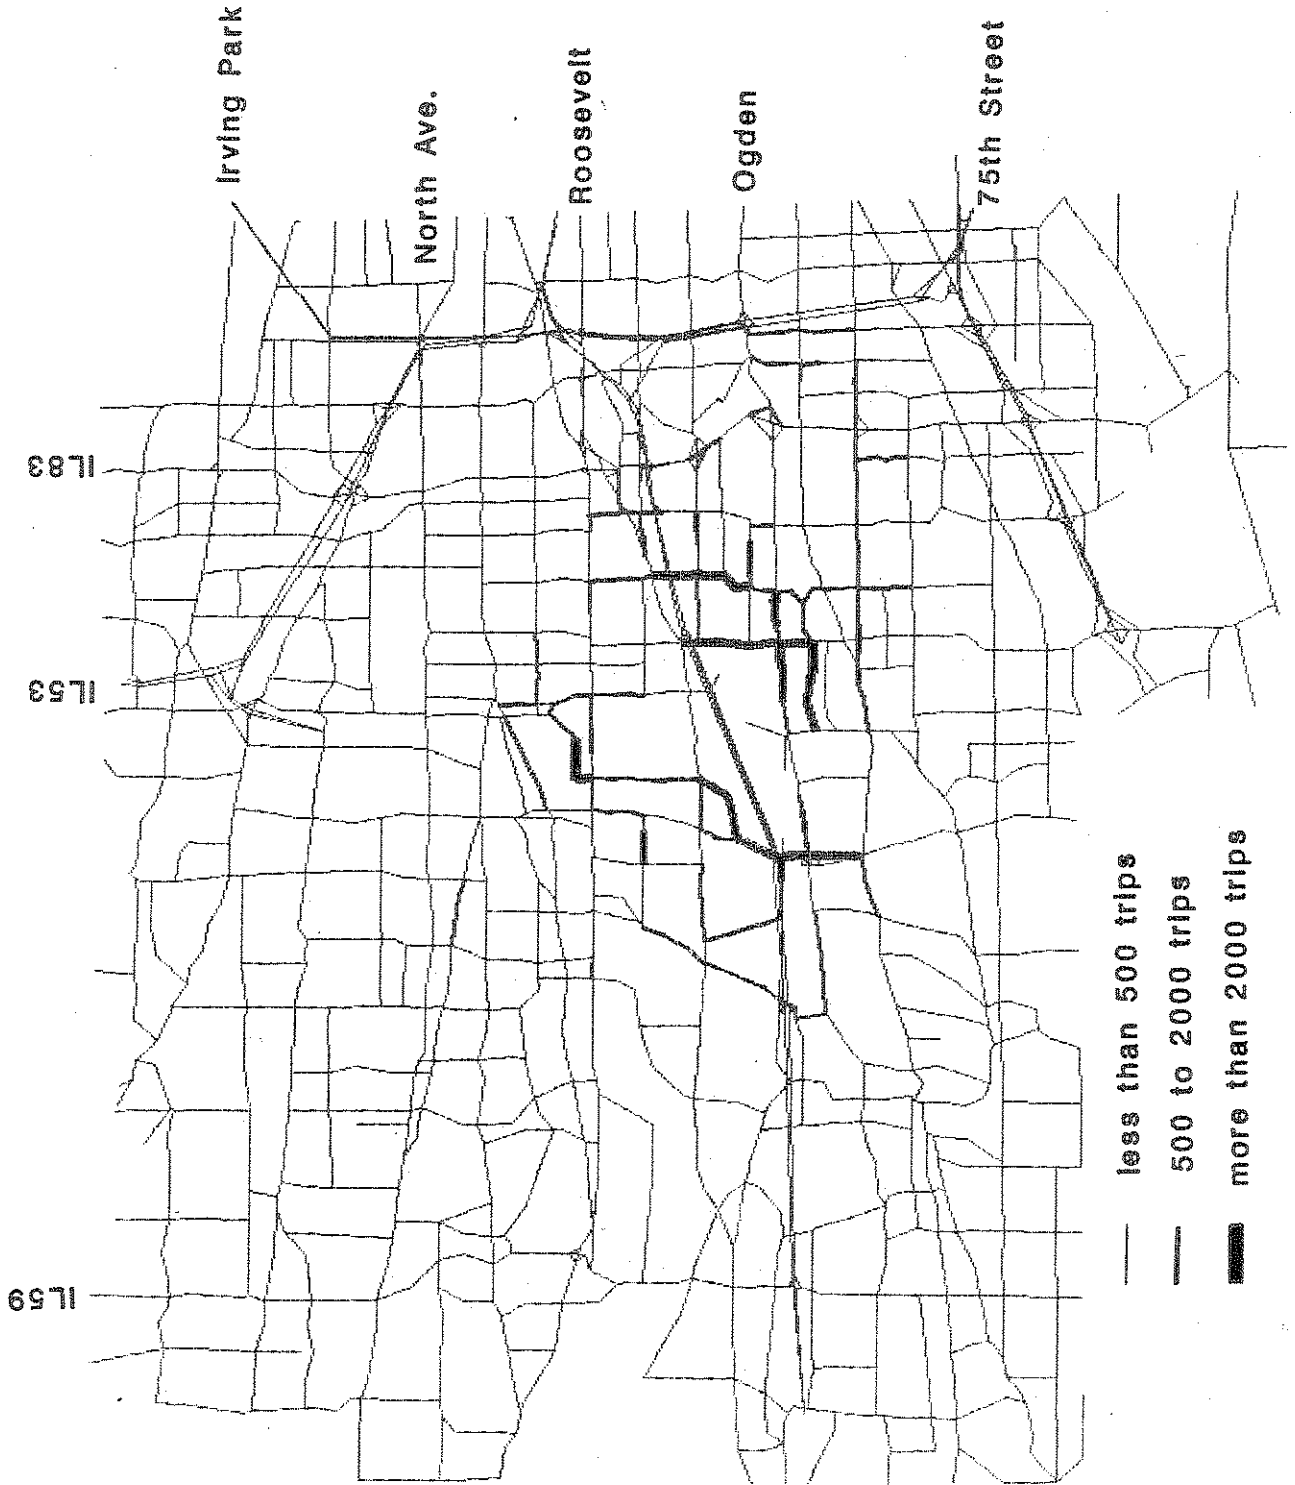 Irving Park
North Ave.
Roosevelt
Ogden
75th Street
IL83
IL53
IL59
less than 500 trips
500 to 2000 trips
more than 2000 trips